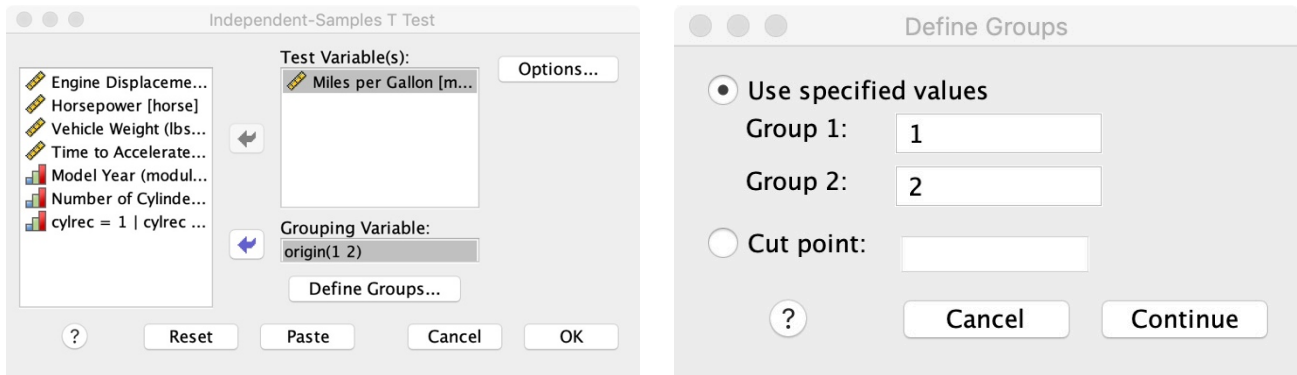 Independent-Samples T Test
Engine Displaceme...
Horsepower [horse]
Vehicle Weight (lbs...
Time to Accelerate...
Model Year (modul...
Number of Cylinde...
cylrec = 1 | cylrec ...
Test Variable(s):
Miles per Gallon [m...
Options...
Grouping Variable:
origin(1 2)
Define Groups...
?
Reset
Paste
Cancel
OK
Define Groups
Use specified values
Group 1:
1
Group 2:
2
Cut point:
?
Cancel
Continue